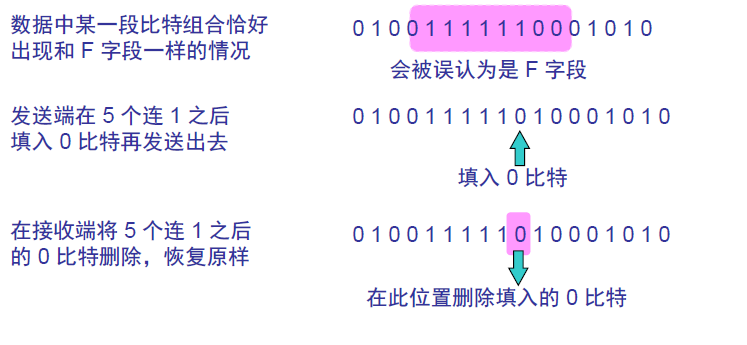 数据中某一段比特组合恰好
出现和 F 字段一样的情况
0 1 0 0 1 1 1 1 1 1 0 0 0 1 0 1 0
会被误认为是 F 字段
发送端在 5 个连 1 之后
填入 0 比特再发送出去
0 1 0 0 1 1 1 1 1 0 1 0 0 0 1 0 1 0
填入 0 比特
在接收端将 5 个连 1 之后
的 0 比特删除，恢复原样
0 1 0 0 1 1 1 1 1 0 1 0 0 0 1 0 1 0
在此位置删除填入的 0 比特